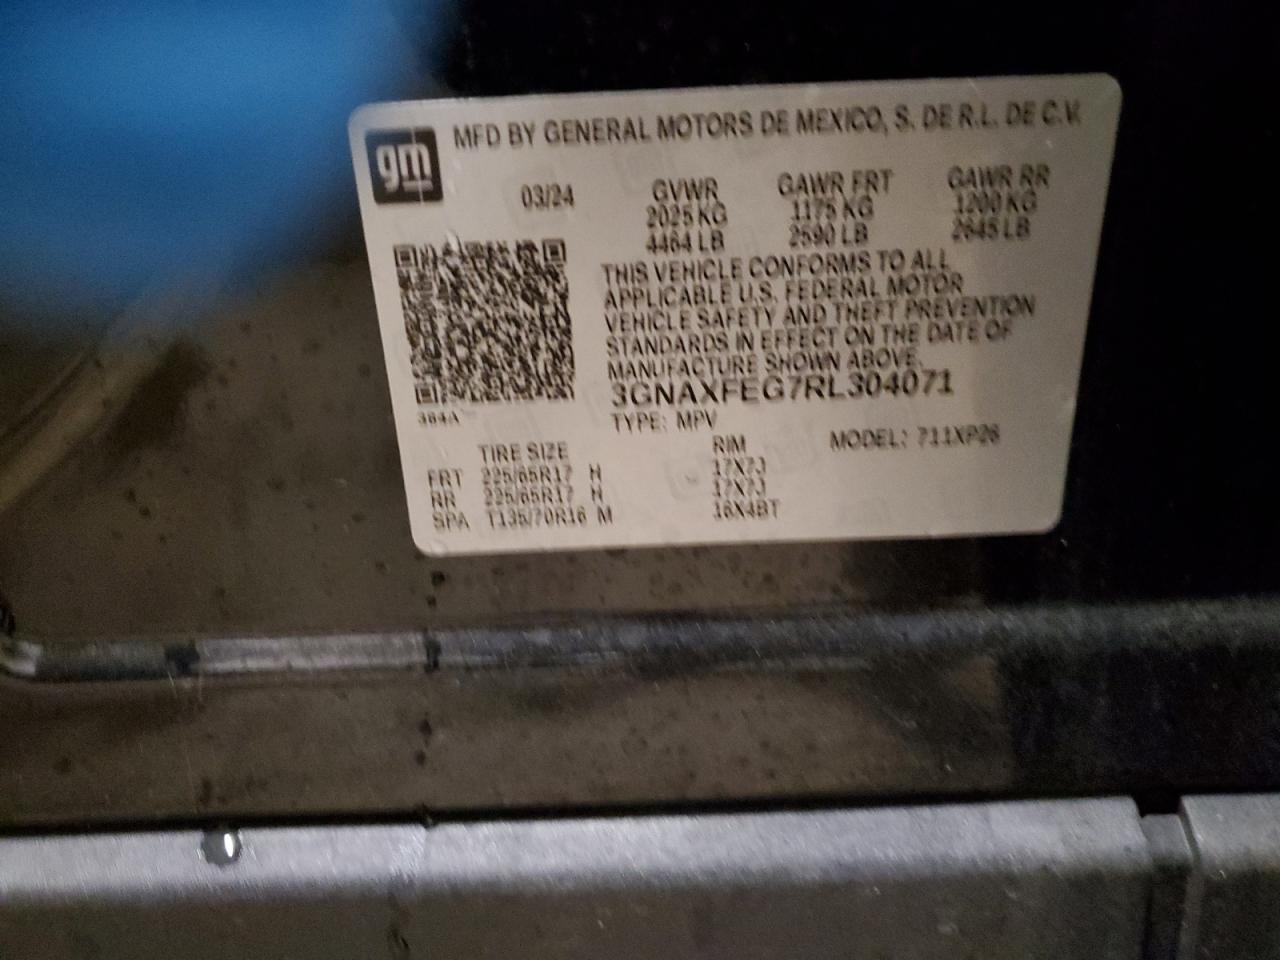 gm
MFD BY GENERAL MOTORS DE MEXICO, S. DE R.L. DE C.V.
03/24 GVWR GAWR FRT GAWR RR
2025 KG 1175 KG 1200 KG
4464 LB 2590 LB 2645 LB
THIS VEHICLE CONFORMS TO ALL
APPLICABLE U.S. FEDERAL MOTOR
VEHICLE SAFETY AND THEFT PREVENTION
STANDARDS IN EFFECT ON THE DATE OF
MANUFACTURE SHOWN ABOVE.
3GNAXFEG7RL304071
384A
TYPE: MPV
MODEL: 711XP26
TIRE SIZE RIM
FRT 225/65R17 H 17X7J
RR 225/65R17 H 17X7J
SPA T135/70R16 M 16X4BT